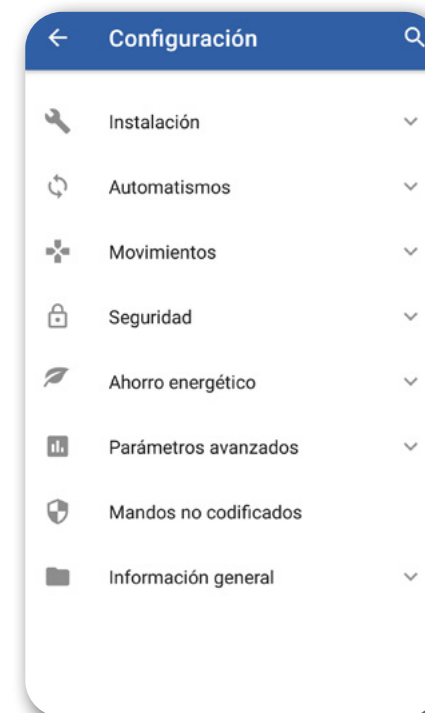 Configuración
Instalación
Automatismos
Movimientos
Seguridad
Ahorro energético
Parámetros avanzados
Mandos no codificados
Información general